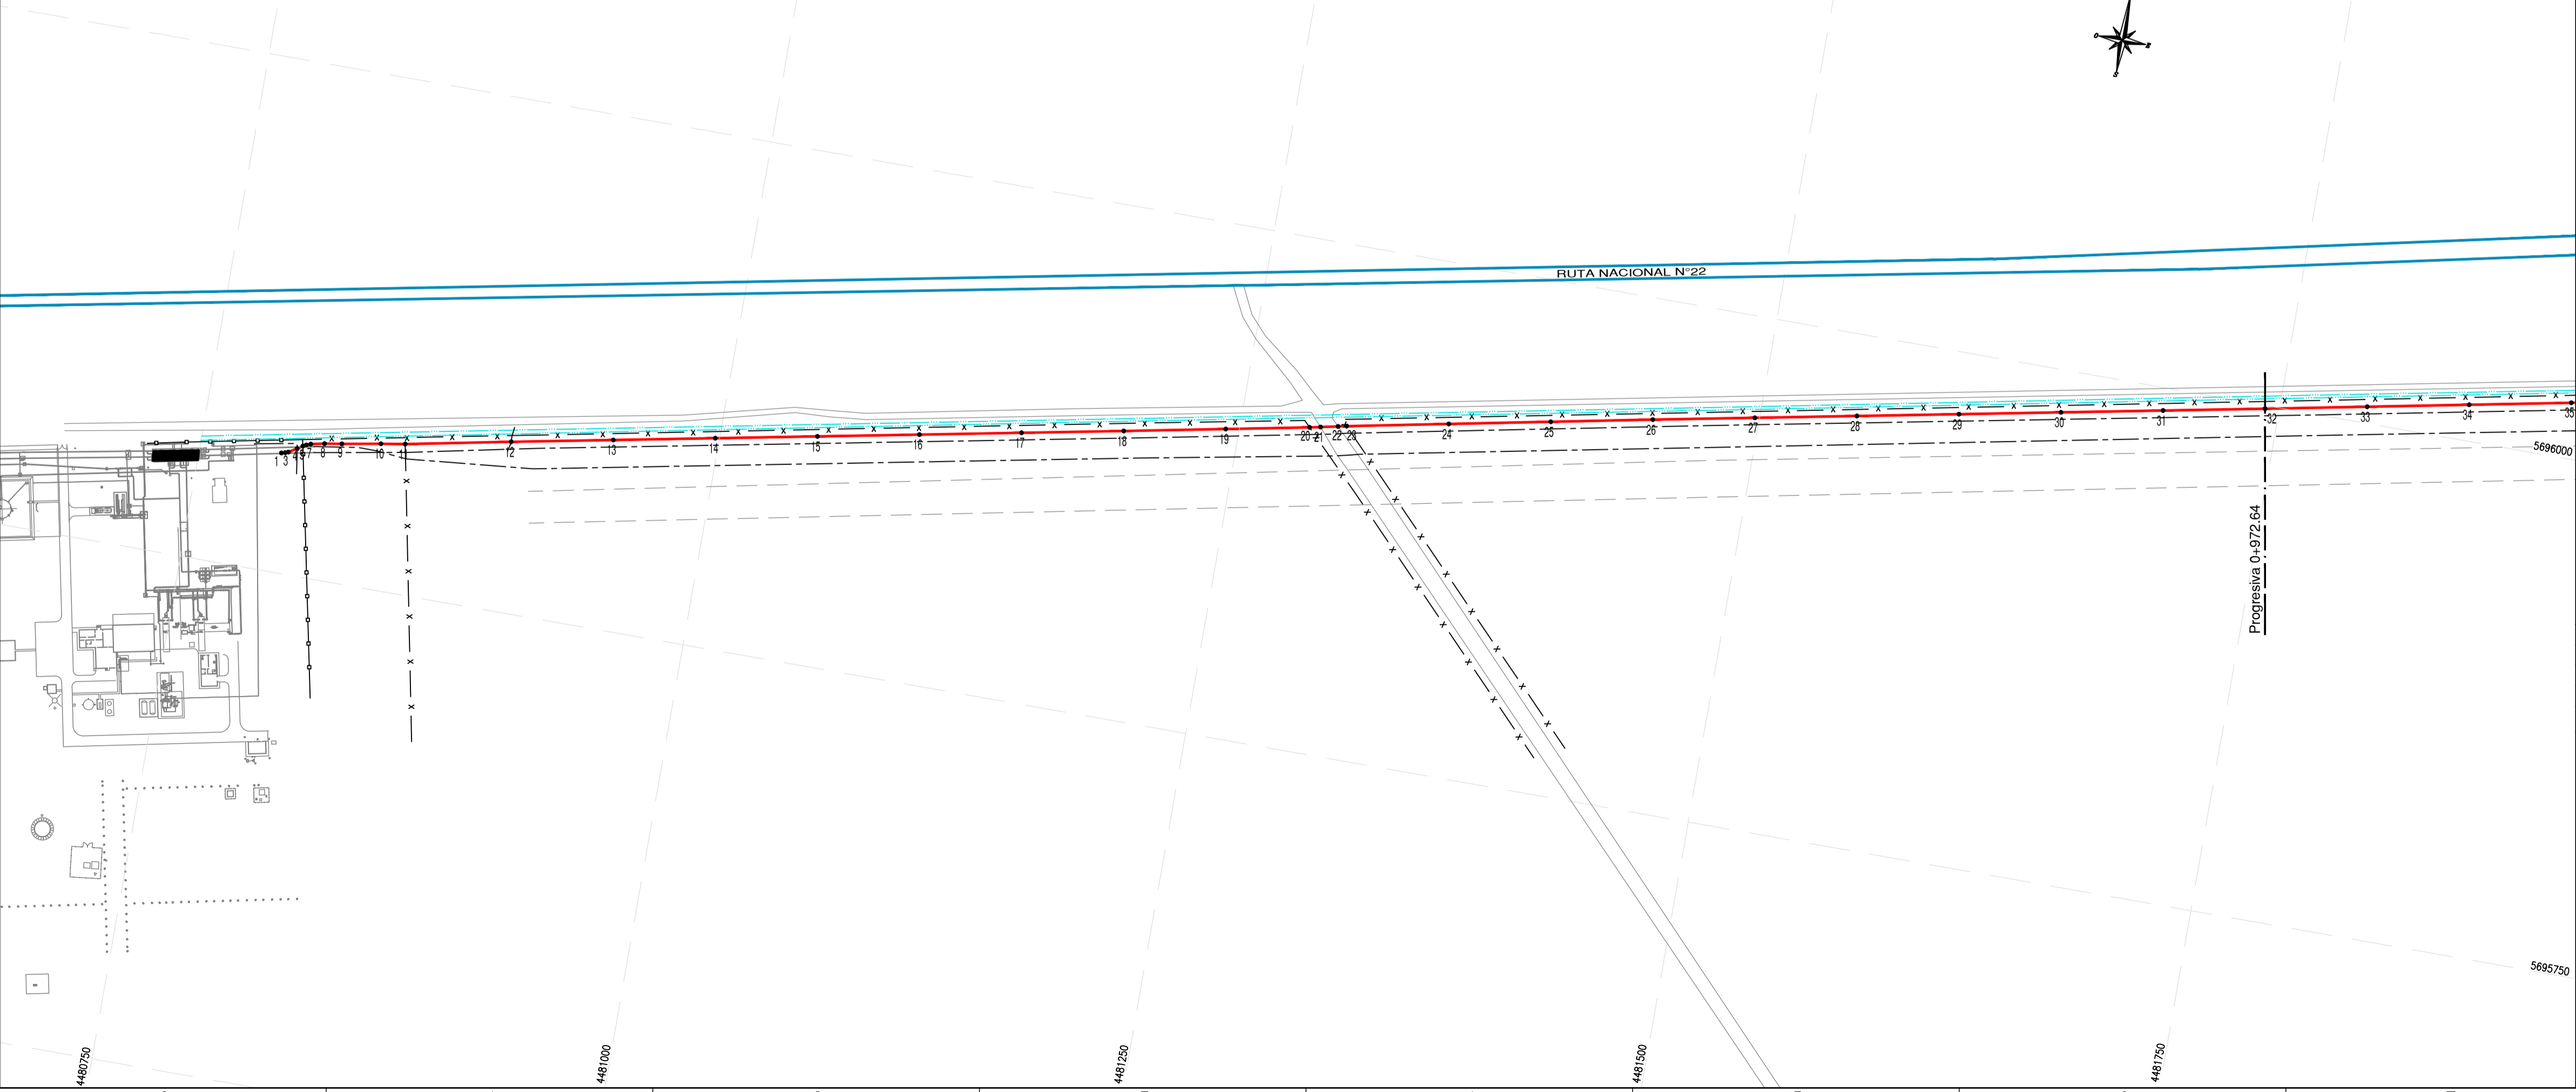 O
E
S
RUTA NACIONAL N°22
1 3 7 8 9 10 11 12 13 14 15 16 17 18 19 20 21 22 23 24 25 26 27 28 29 30 31 32 33 34 35
5696000
Progresiva 0+972.64
5695750
4480750
4481000
4481250
4481500
4481750